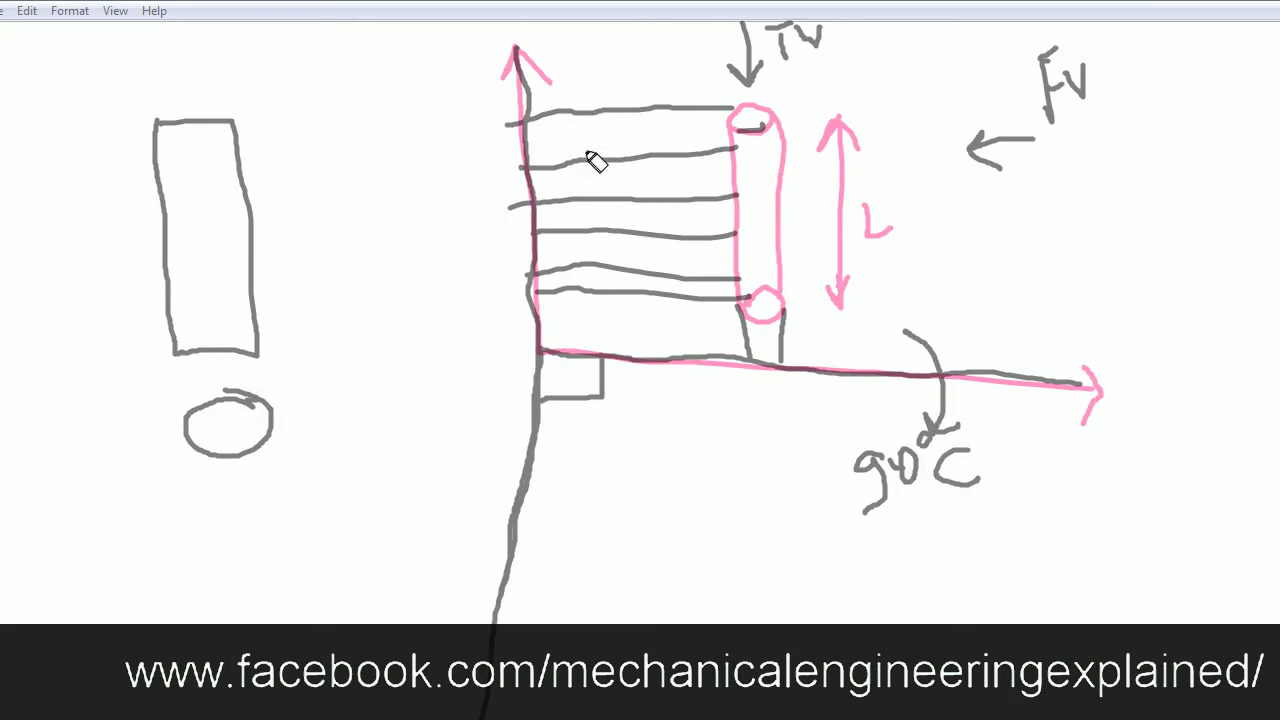 Edit Format View Help
FV
L
90°C
www.facebook.com/mechanicalengineeringexplained/